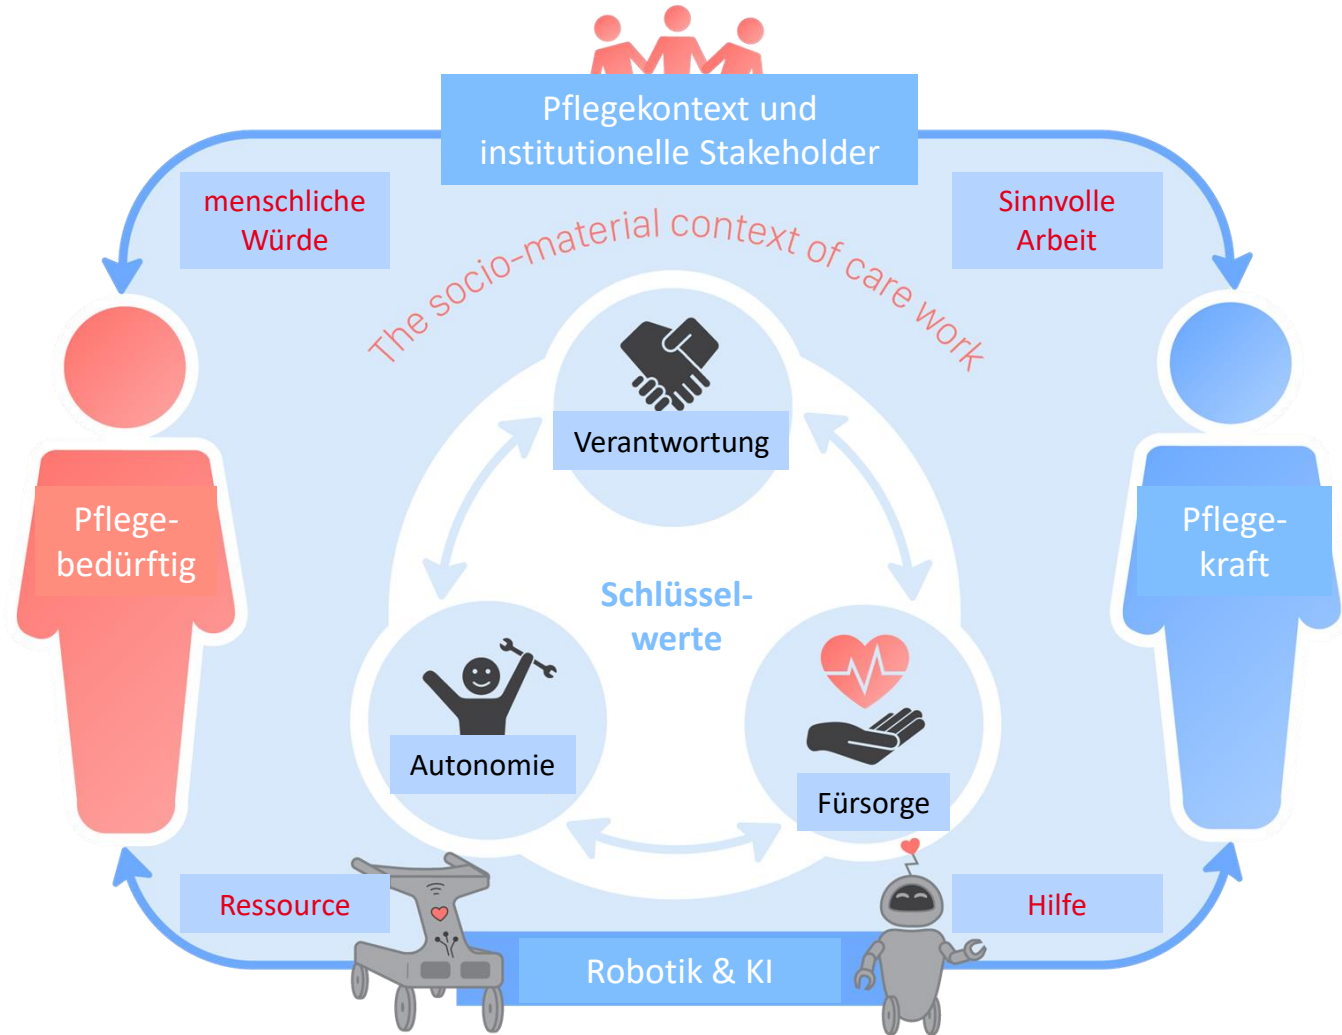 Pflegekontext und
institutionelle Stakeholder
menschliche
Würde
Sinnvolle
Arbeit
The socio-material context of care work
Verantwortung
Pflege-
bedürftig
Pflege-
kraft
Schlüssel-
werte
Autonomie
Fürsorge
Ressource
Hilfe
Robotik & KI